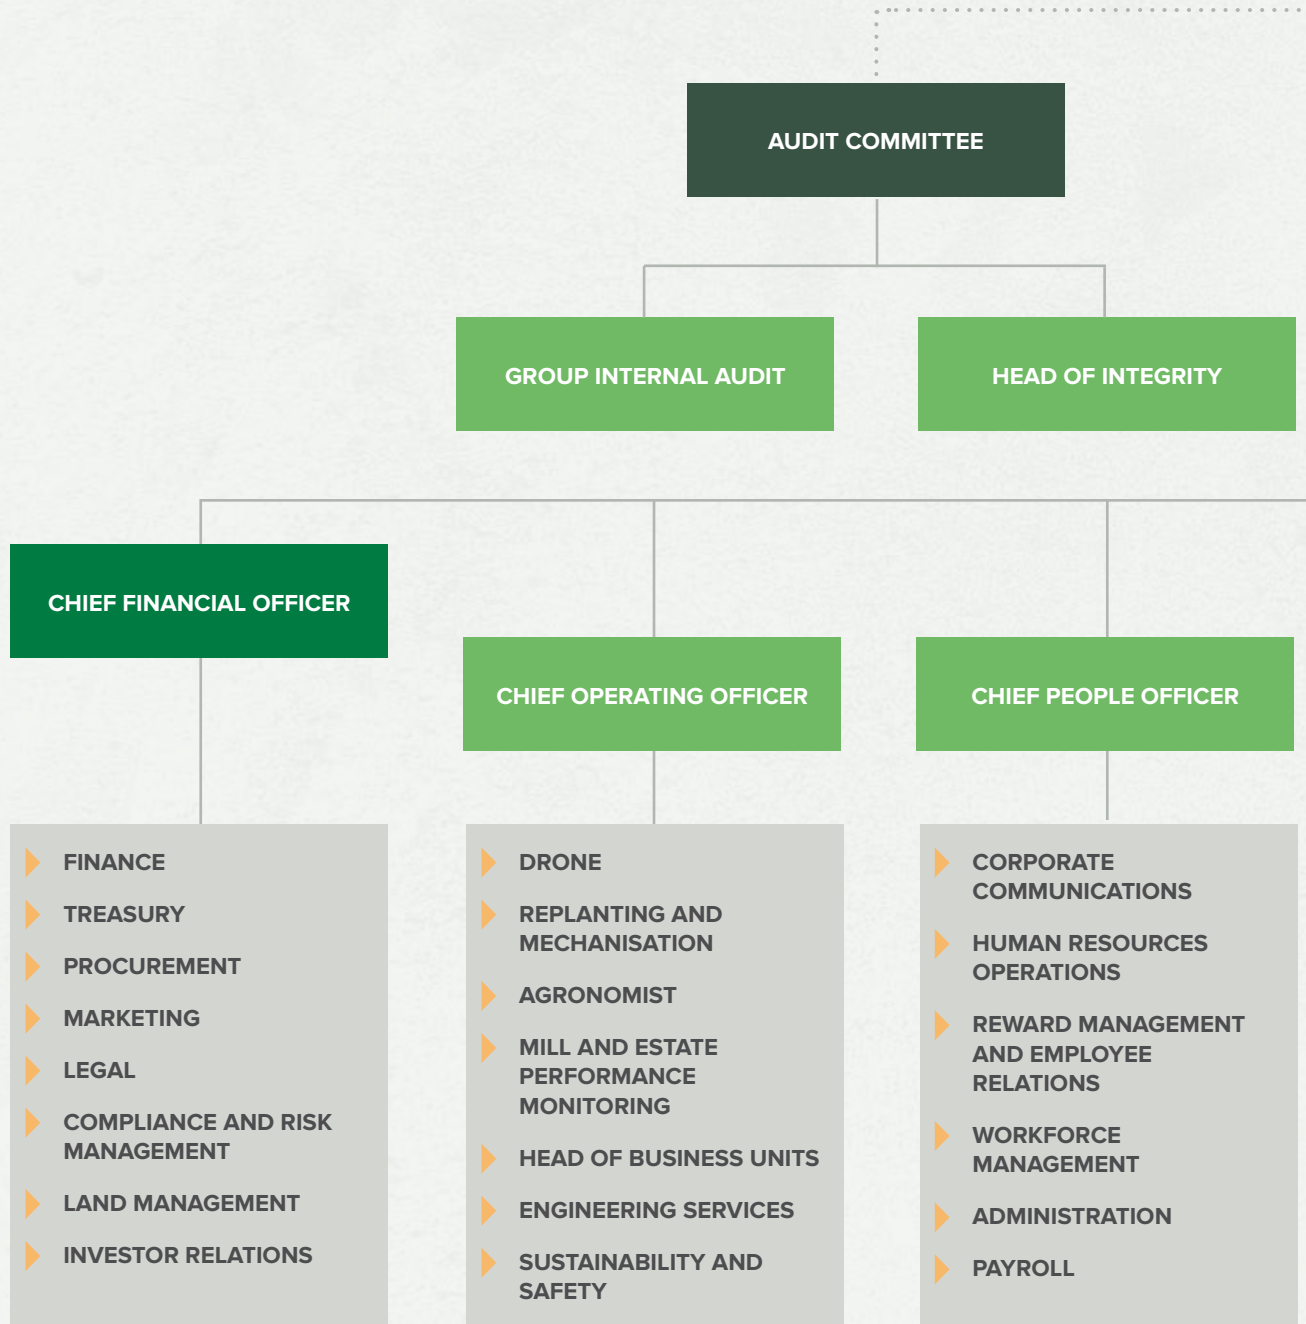 AUDIT COMMITTEE
GROUP INTERNAL AUDIT
HEAD OF INTEGRITY
CHIEF FINANCIAL OFFICER
CHIEF OPERATING OFFICER
CHIEF PEOPLE OFFICER
FINANCE
TREASURY
PROCUREMENT
MARKETING
LEGAL
COMPLIANCE AND RISK
MANAGEMENT
LAND MANAGEMENT
INVESTOR RELATIONS
DRONE
REPLANTING AND
MECHANISATION
AGRONOMIST
MILL AND ESTATE
PERFORMANCE
MONITORING
HEAD OF BUSINESS UNITS
ENGINEERING SERVICES
SUSTAINABILITY AND
SAFETY
CORPORATE
COMMUNICATIONS
HUMAN RESOURCES
OPERATIONS
REWARD MANAGEMENT
AND EMPLOYEE
RELATIONS
WORKFORCE
MANAGEMENT
ADMINISTRATION
PAYROLL